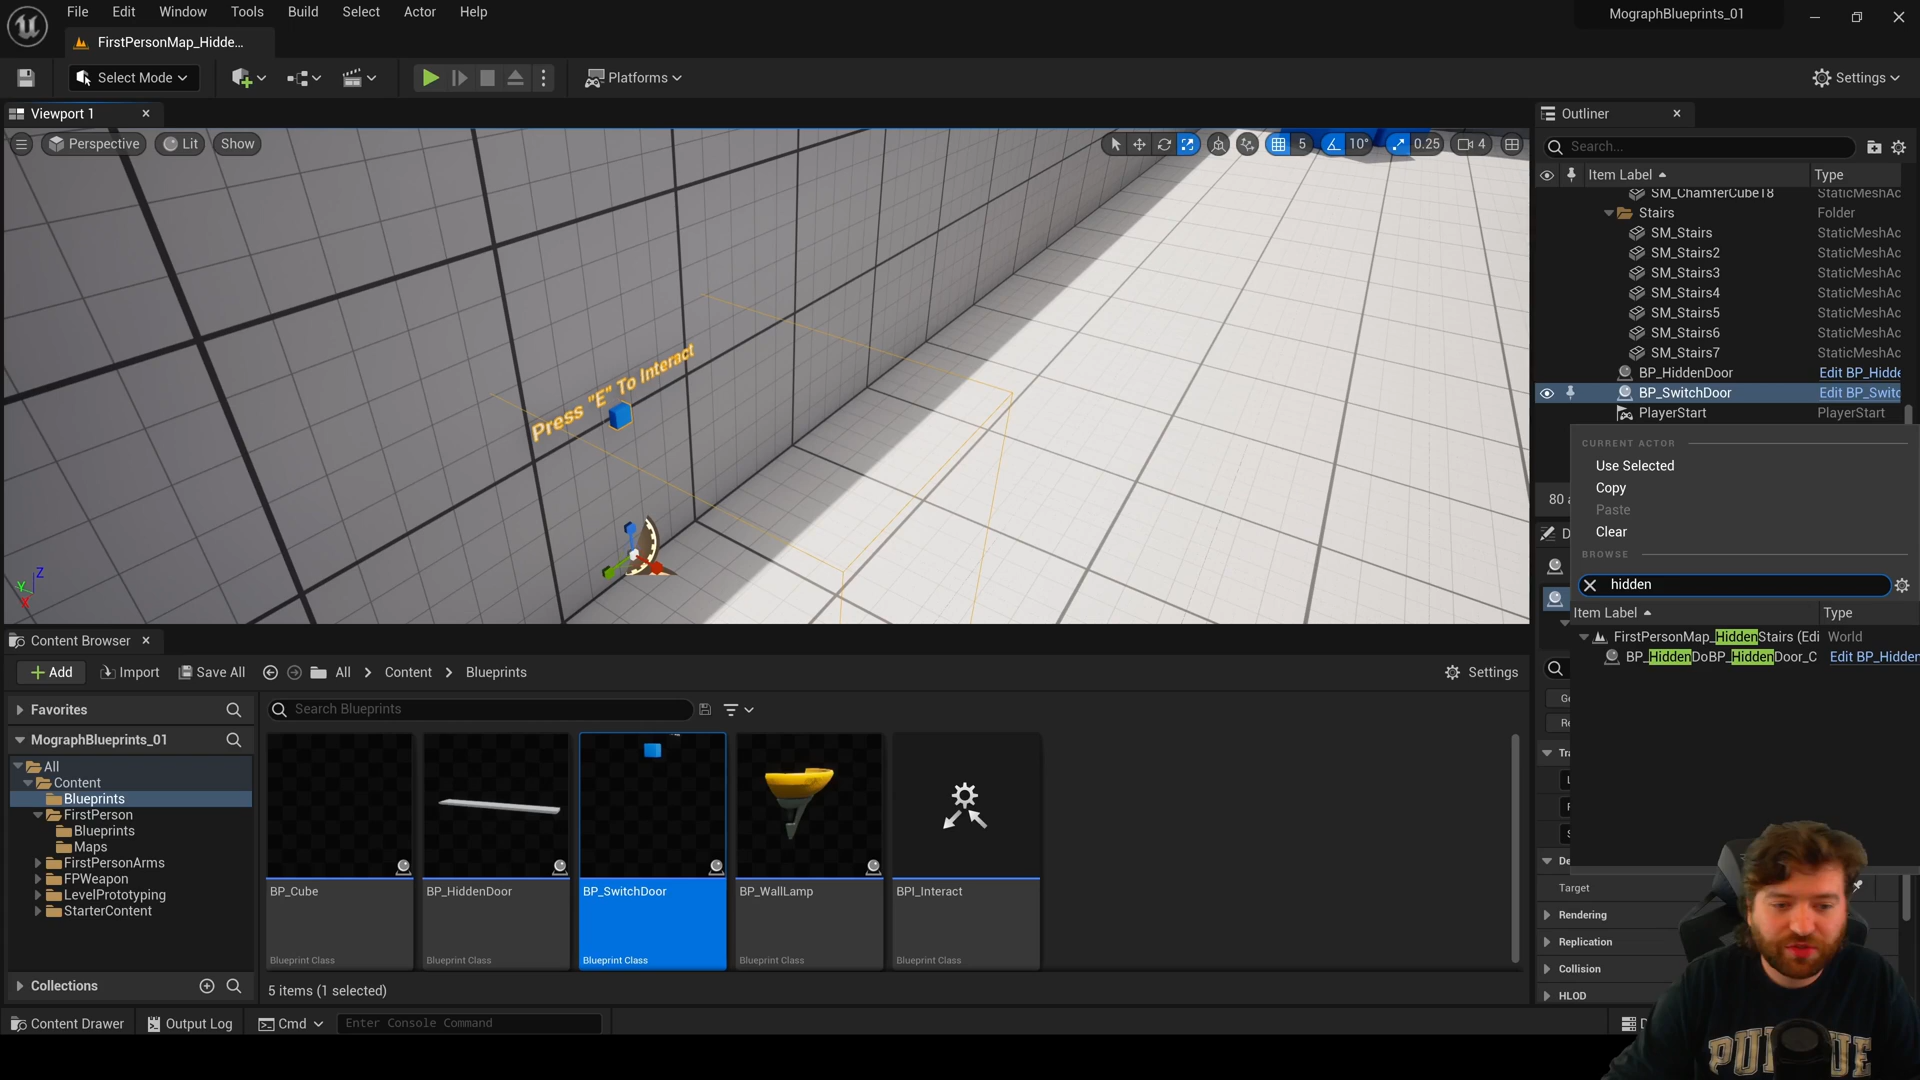 File Edit Window Tools Build Select Actor Help
MographBlueprints_01
FirstPersonMap_Hidde...
Select Mode
Platforms
Settings
Viewport 1
Perspective
Lit
Show
5
10°
0.25
4
Press "E" To Interact
Z
Y
X
Outliner
Search...
Item Label
Type
SM_ChamferCube18 StaticMeshAc
Stairs Folder
SM_Stairs StaticMeshAc
SM_Stairs2 StaticMeshAc
SM_Stairs3 StaticMeshAc
SM_Stairs4 StaticMeshAc
SM_Stairs5 StaticMeshAc
SM_Stairs6 StaticMeshAc
SM_Stairs7 StaticMeshAc
BP_HiddenDoor Edit BP_Hidde
BP_SwitchDoor Edit BP_Switc
PlayerStart PlayerStart
80
CURRENT ACTOR
Use Selected
Copy
Paste
Clear
BROWSE
hidden
Item Label
Type
FirstPersonMap_HiddenStairs (Edi World
BP_HiddenDoBP_HiddenDoor_C Edit BP_Hidden
Target
Rendering
Replication
Collision
HLOD
Content Browser
Add
Import
Save All
All
Content
Blueprints
Settings
Favorites
MographBlueprints_01
All
Content
Blueprints
FirstPerson
Blueprints
Maps
FirstPersonArms
FPWeapon
LevelPrototyping
StarterContent
Collections
Search Blueprints
BP_Cube
Blueprint Class
BP_HiddenDoor
Blueprint Class
BP_SwitchDoor
Blueprint Class
BP_WallLamp
Blueprint Class
BPI_Interact
Blueprint Class
5 items (1 selected)
Content Drawer
Output Log
Cmd
Enter Console Command